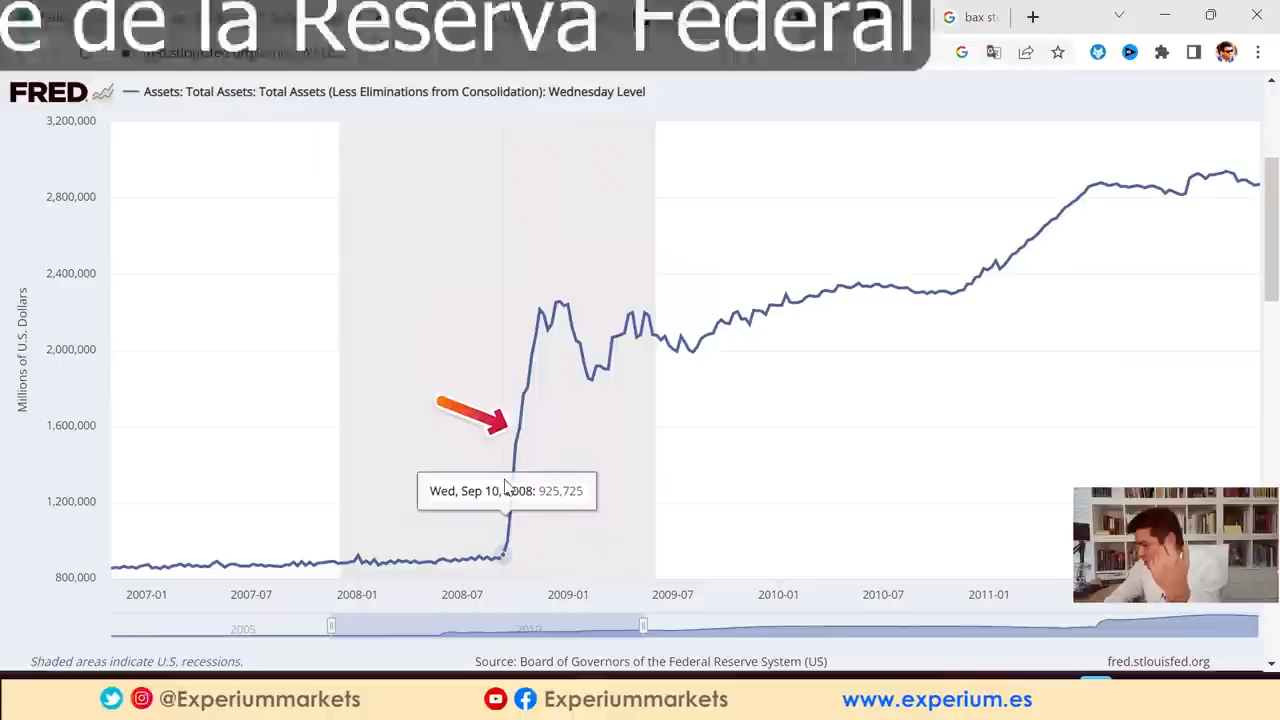 e de la Reserva Federal
bax st
FRED
Assets: Total Assets: Total Assets (Less Eliminations from Consolidation): Wednesday Level
Millions of U.S. Dollars
3,200,000
2,800,000
2,400,000
2,000,000
1,600,000
1,200,000
800,000
Wed, Sep 10, 2008: 925,725
2007-01 2007-07 2008-01 2008-07 2009-01 2009-07 2010-01 2010-07 2011-01
2005 2010
Shaded areas indicate U.S. recessions. Source: Board of Governors of the Federal Reserve System (US) fred.stlouisfed.org
@Experiummarkets Experiummarkets www.experium.es